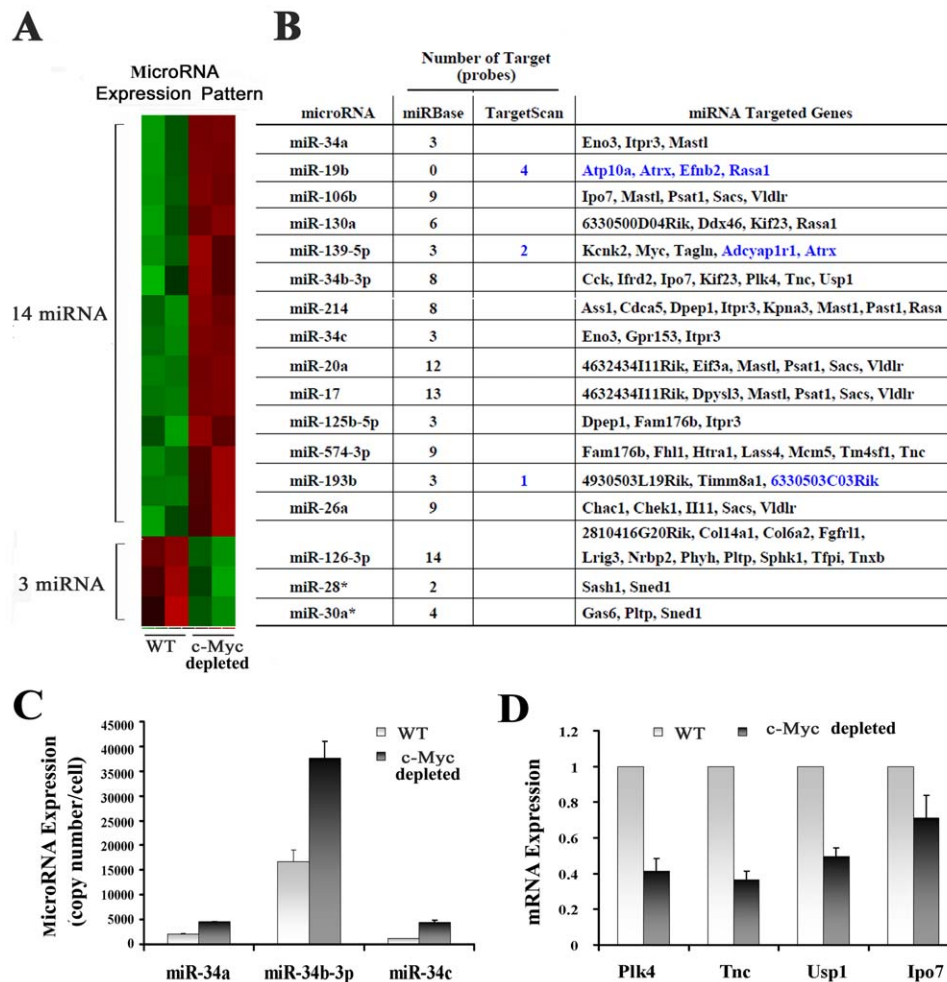 A
MicroRNA
Expression Pattern
14 miRNA
3 miRNA
WT c-Myc
depleted
B
Number of Target
(probes)
microRNA miRBase TargetScan miRNA Targeted Genes
miR-34a 3 Eno3, Itpr3, Mastl
miR-19b 0 4 Atp10a, Atrx, Efnb2, Rasa1
miR-106b 9 Ipo7, Mastl, Psat1, Sacs, Vldlr
miR-130a 6 6330500D04Rik, Ddx46, Kif23, Rasa1
miR-139-5p 3 2 Kcnk2, Myc, Tagln, Adcyap1r1, Atrx
miR-34b-3p 8 Cck, Ifrd2, Ipo7, Kif23, Plk4, Tnc, Usp1
miR-214 8 Ass1, Cdca5, Dpep1, Itpr3, Kpna3, Mast1, Past1, Rasa
miR-34c 3 Eno3, Gpr153, Itpr3
miR-20a 12 4632434I11Rik, Eif3a, Mastl, Psat1, Sacs, Vldlr
miR-17 13 4632434I11Rik, Dpysl3, Mastl, Psat1, Sacs, Vldlr
miR-125b-5p 3 Dpep1, Fam176b, Itpr3
miR-574-3p 9 Fam176b, Fhl1, Htra1, Lass4, Mcm5, Tm4sf1, Tnc
miR-193b 3 1 4930503L19Rik, Timm8a1, 6330503C03Rik
miR-26a 9 Chac1, Chek1, Il11, Sacs, Vldlr
2810416G20Rik, Col14a1, Col6a2, Fgfrl1,
miR-126-3p 14 Lrig3, Nrbp2, Phyh, Pltp, Sphk1, Tfpi, Tnxb
miR-28* 2 Sash1, Sned1
miR-30a* 4 Gas6, Pltp, Sned1
C
MicroRNA Expression
(copy number/cell)
45000
40000
35000
30000
25000
20000
15000
10000
5000
0
WT
c-Myc
depleted
miR-34a miR-34b-3p miR-34c
D
WT c-Myc depleted
mRNA Expression
1.2
1
0.8
0.6
0.4
0.2
0
Plk4 Tnc Usp1 Ipo7